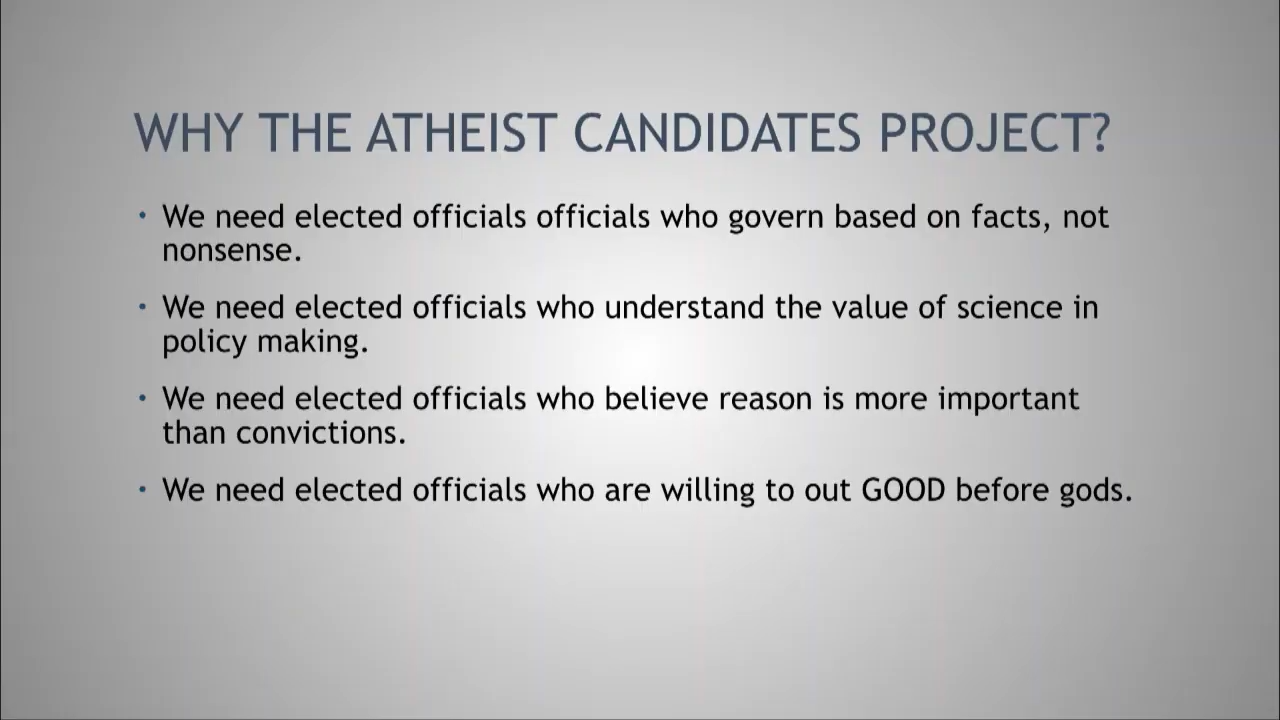 WHY THE ATHEIST CANDIDATES PROJECT?
• We need elected officials officials who govern based on facts, not
nonsense.
• We need elected officials who understand the value of science in
policy making.
• We need elected officials who believe reason is more important
than convictions.
• We need elected officials who are willing to out GOOD before gods.